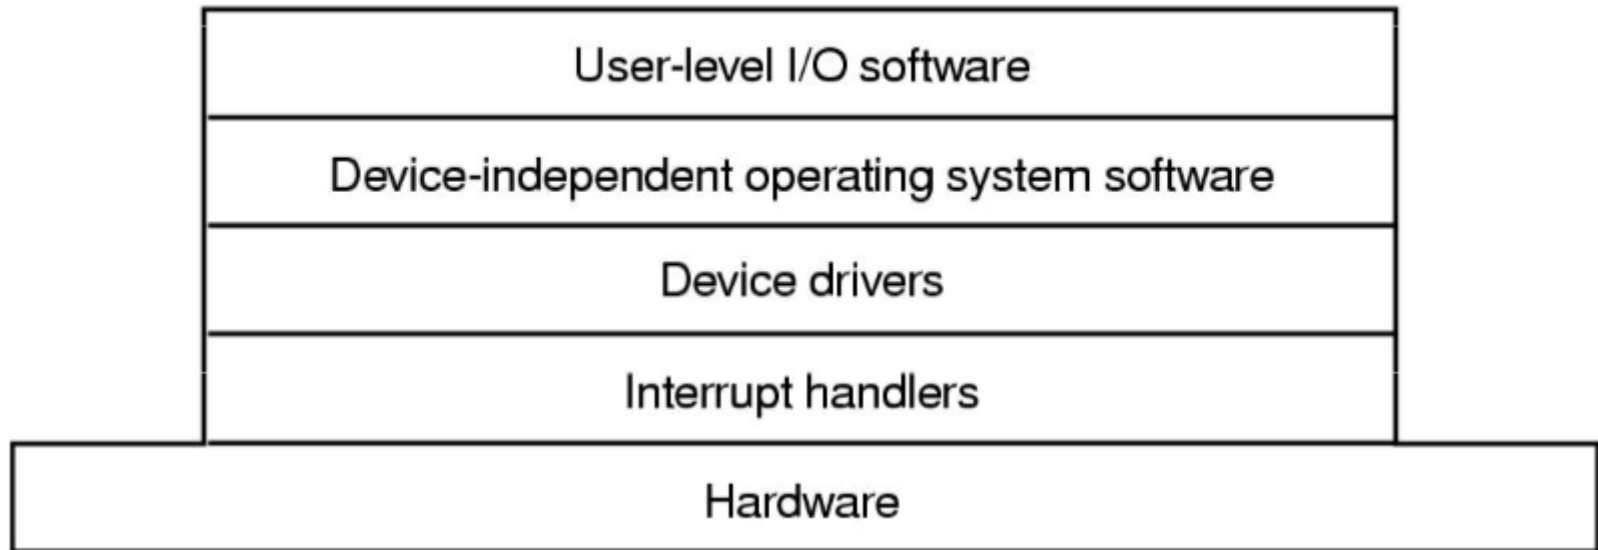 User-level I/O software
Device-independent operating system software
Device drivers
Interrupt handlers
Hardware